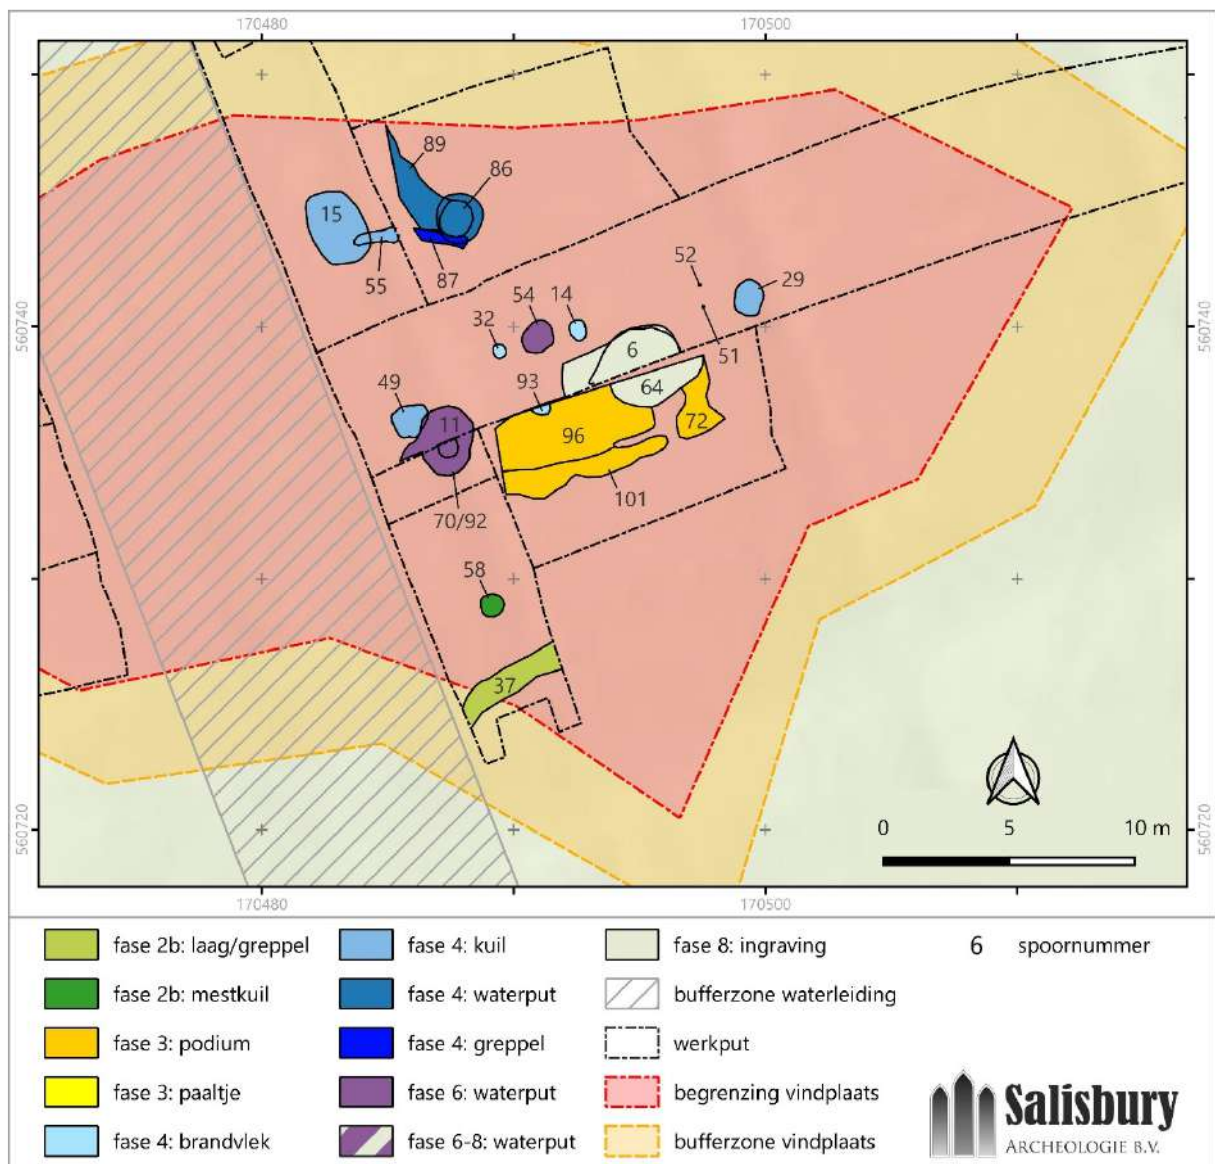 170480
170500
89
86
15
55
87
52
29
54
14
32
6
51
560740
560740
93
64
49
11
96
72
101
70/92
58
37
560720
560720
0 5 10 m
170480
170500
fase 2b: laag/greppel
fase 2b: mestkuil
fase 3: podium
fase 3: paaltje
fase 4: brandvlek
fase 4: kuil
fase 4: waterput
fase 4: greppel
fase 6: waterput
fase 6-8: waterput
fase 8: ingraving
bufferzone waterleiding
werkput
begrenzing vindplaats
bufferzone vindplaats
6 spoornummer
Salisbury
ARCHEOLOGIE B.V.